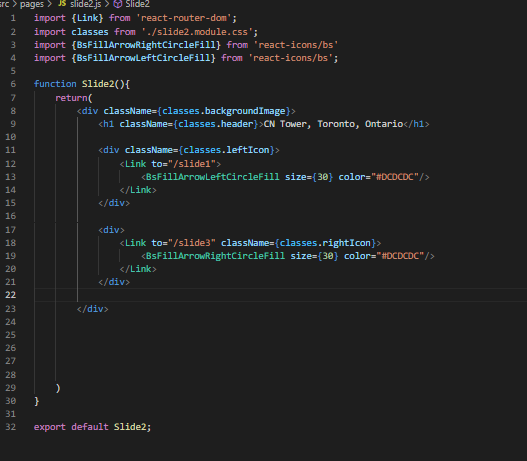 src > pages > JS slide2.js > Slide2
1 import {Link} from 'react-router-dom';
2 import classes from './slide2.module.css';
3 import {BsFillArrowRightCircleFill} from 'react-icons/bs'
4 import {BsFillArrowLeftCircleFill} from 'react-icons/bs';
5
6 function Slide2(){
7 return(
8 <div className={classes.backgroundImage}>
9 <h1 className={classes.header}>CN Tower, Toronto, Ontario</h1>
10
11 <div className={classes.leftIcon}>
12 <Link to="/slide1">
13 <BsFillArrowLeftCircleFill size={30} color="#DCDCDC"/>
14 </Link>
15 </div>
16
17 <div>
18 <Link to="/slide3" className={classes.rightIcon}>
19 <BsFillArrowRightCircleFill size={30} color="#DCDCDC"/>
20 </Link>
21 </div>
22
23 </div>
24
25
26
27
28
29 )
30 }
31
32 export default Slide2;